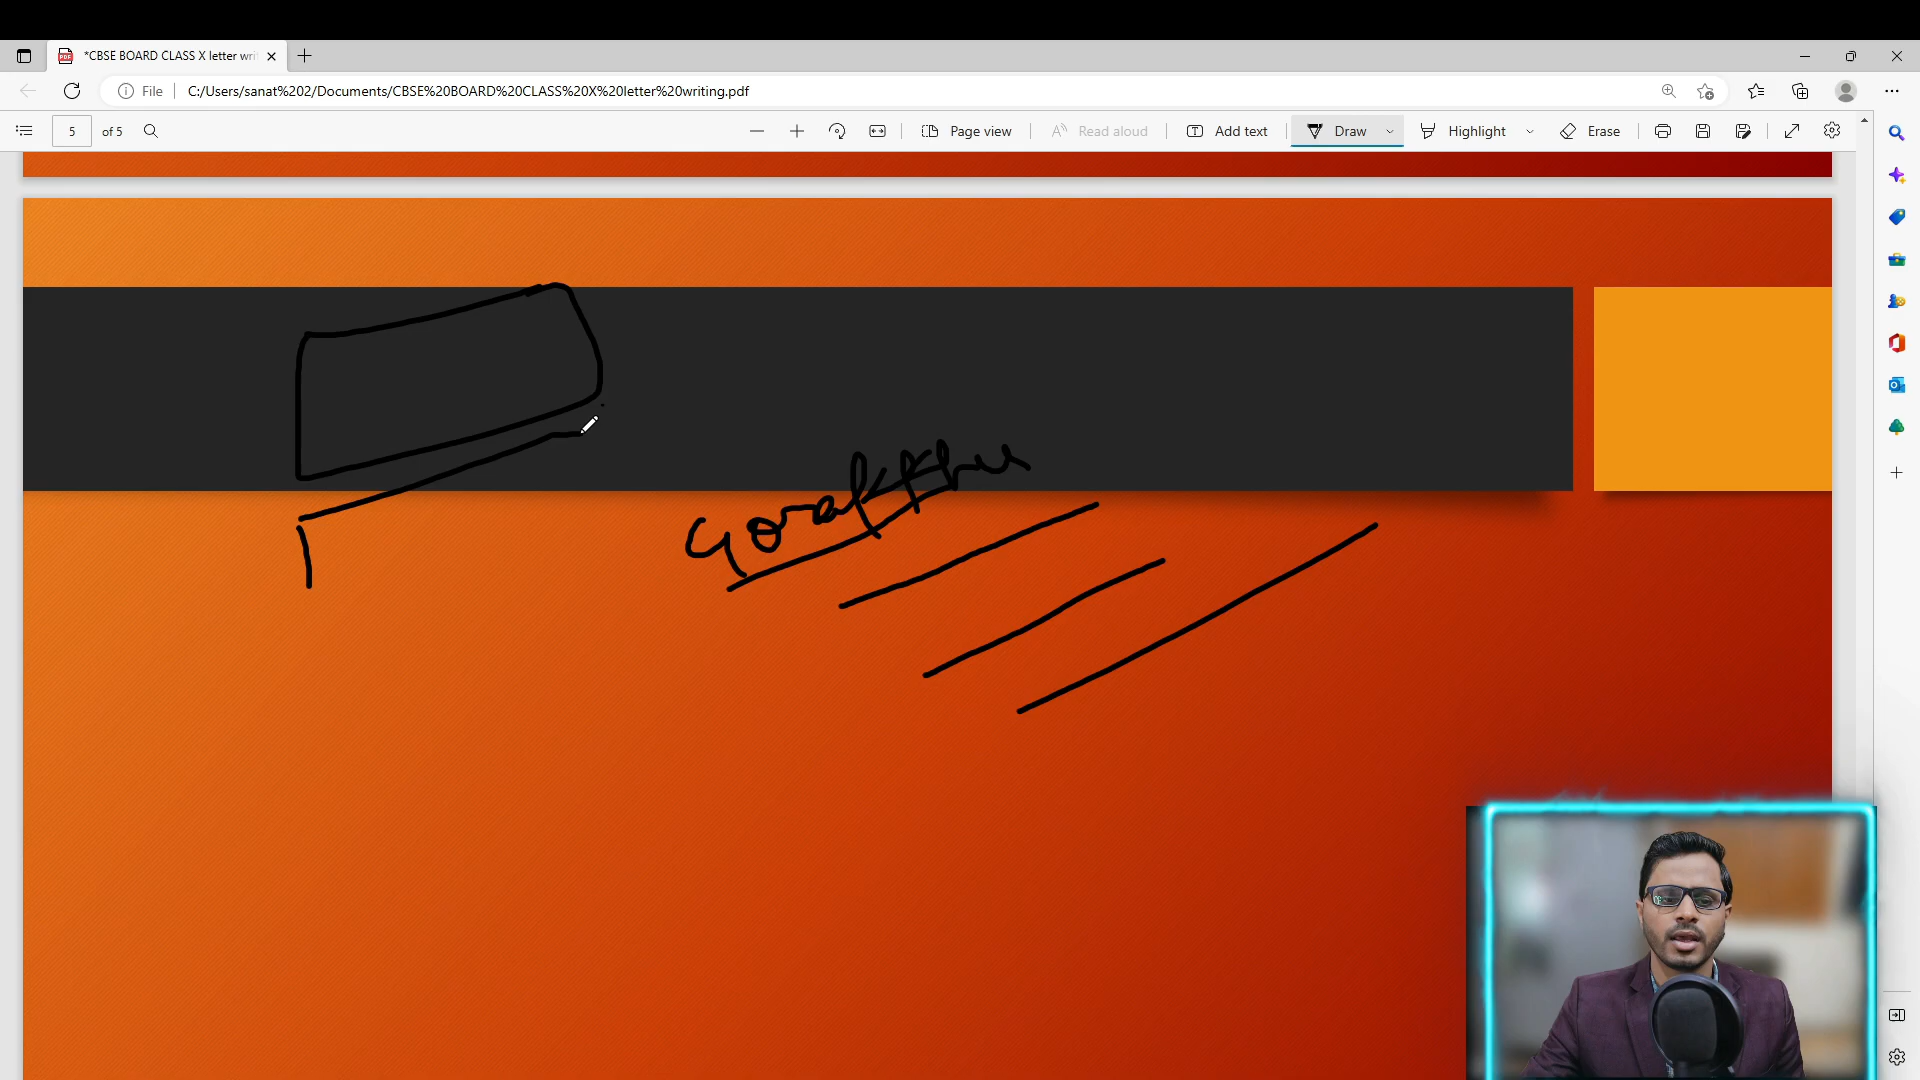 *CBSE BOARD CLASS X letter wri
File C:/Users/sanat%202/Documents/CBSE%20BOARD%20CLASS%20X%20letter%20writing.pdf
5 of 5 Page view Read aloud Add text Draw Highlight Erase